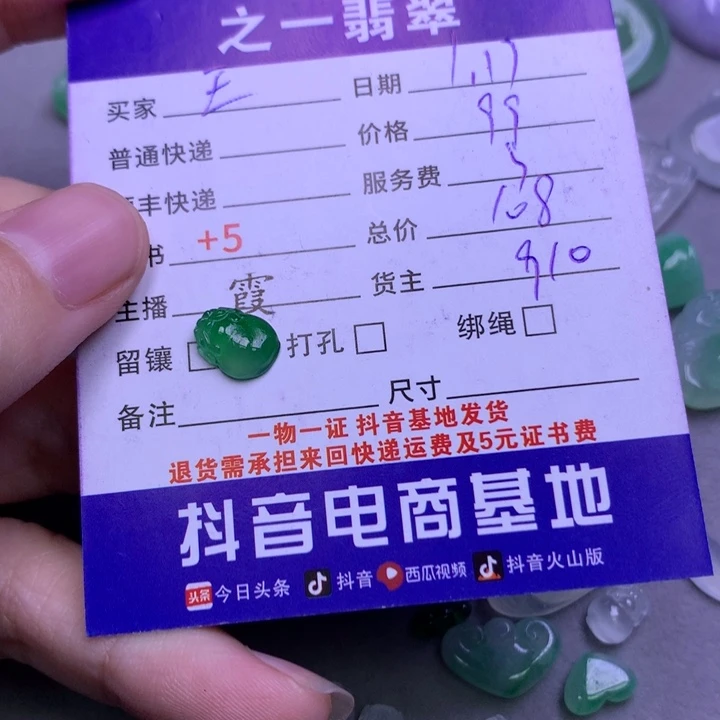 之一翡翠
买家 王 日期 1.17
普通快递 价格 99
丰快递 服务费 5
书 +5 总价 108
主播 霞 货主 910
留镶 打孔 绑绳
备注 尺寸
一物一证 抖音基地发货
退货需承担来回快递运费及5元证书费
抖音电商基地
头条 今日头条 抖音 西瓜视频 抖音火山版